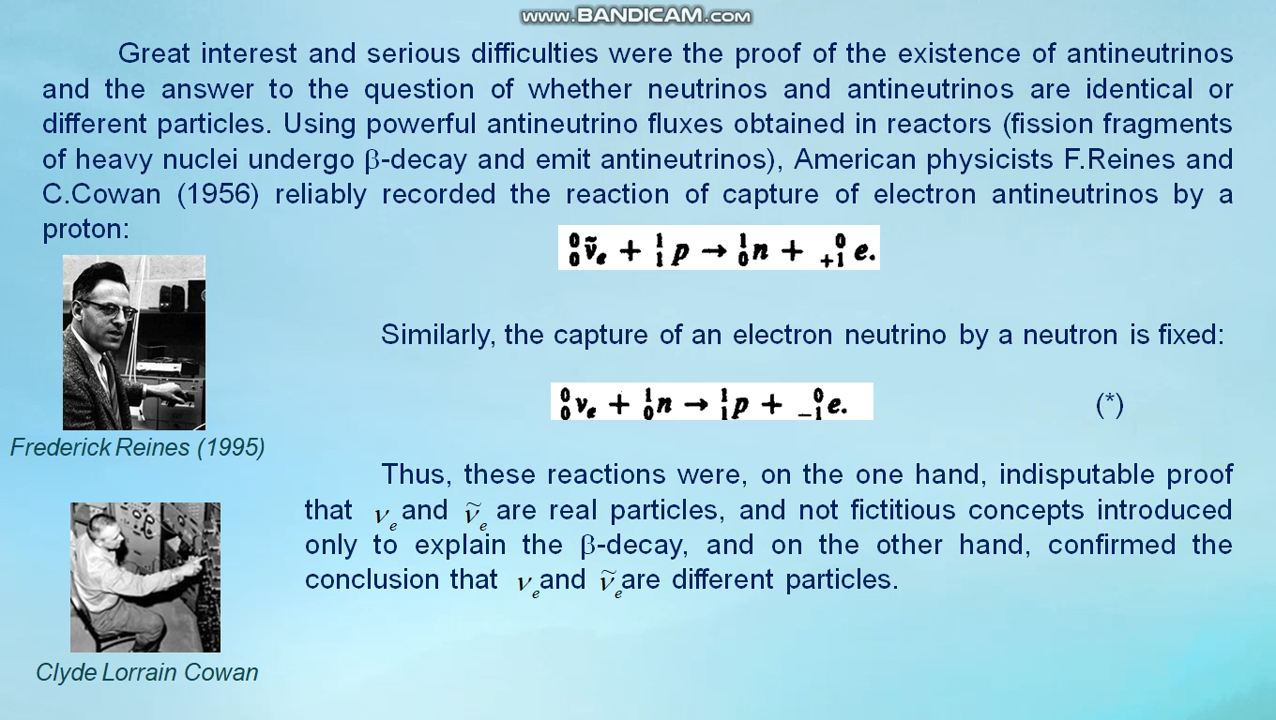 www.BANDICAM.com
Great interest and serious difficulties were the proof of the existence of antineutrinos
and the answer to the question of whether neutrinos and antineutrinos are identical or
different particles. Using powerful antineutrino fluxes obtained in reactors (fission fragments
of heavy nuclei undergo β-decay and emit antineutrinos), American physicists F.Reines and
C.Cowan (1956) reliably recorded the reaction of capture of electron antineutrinos by a
proton:
⁰₀ν̃ₑ + ¹₁p → ¹₀n + ⁰₊₁e.
Similarly, the capture of an electron neutrino by a neutron is fixed:
⁰₀νₑ + ¹₀n → ¹₁p + ⁰₋₁e. (*)
Frederick Reines (1995)
Thus, these reactions were, on the one hand, indisputable proof
that νₑ and ν̃ₑ are real particles, and not fictitious concepts introduced
only to explain the β-decay, and on the other hand, confirmed the
conclusion that νₑ and ν̃ₑ are different particles.
Clyde Lorrain Cowan